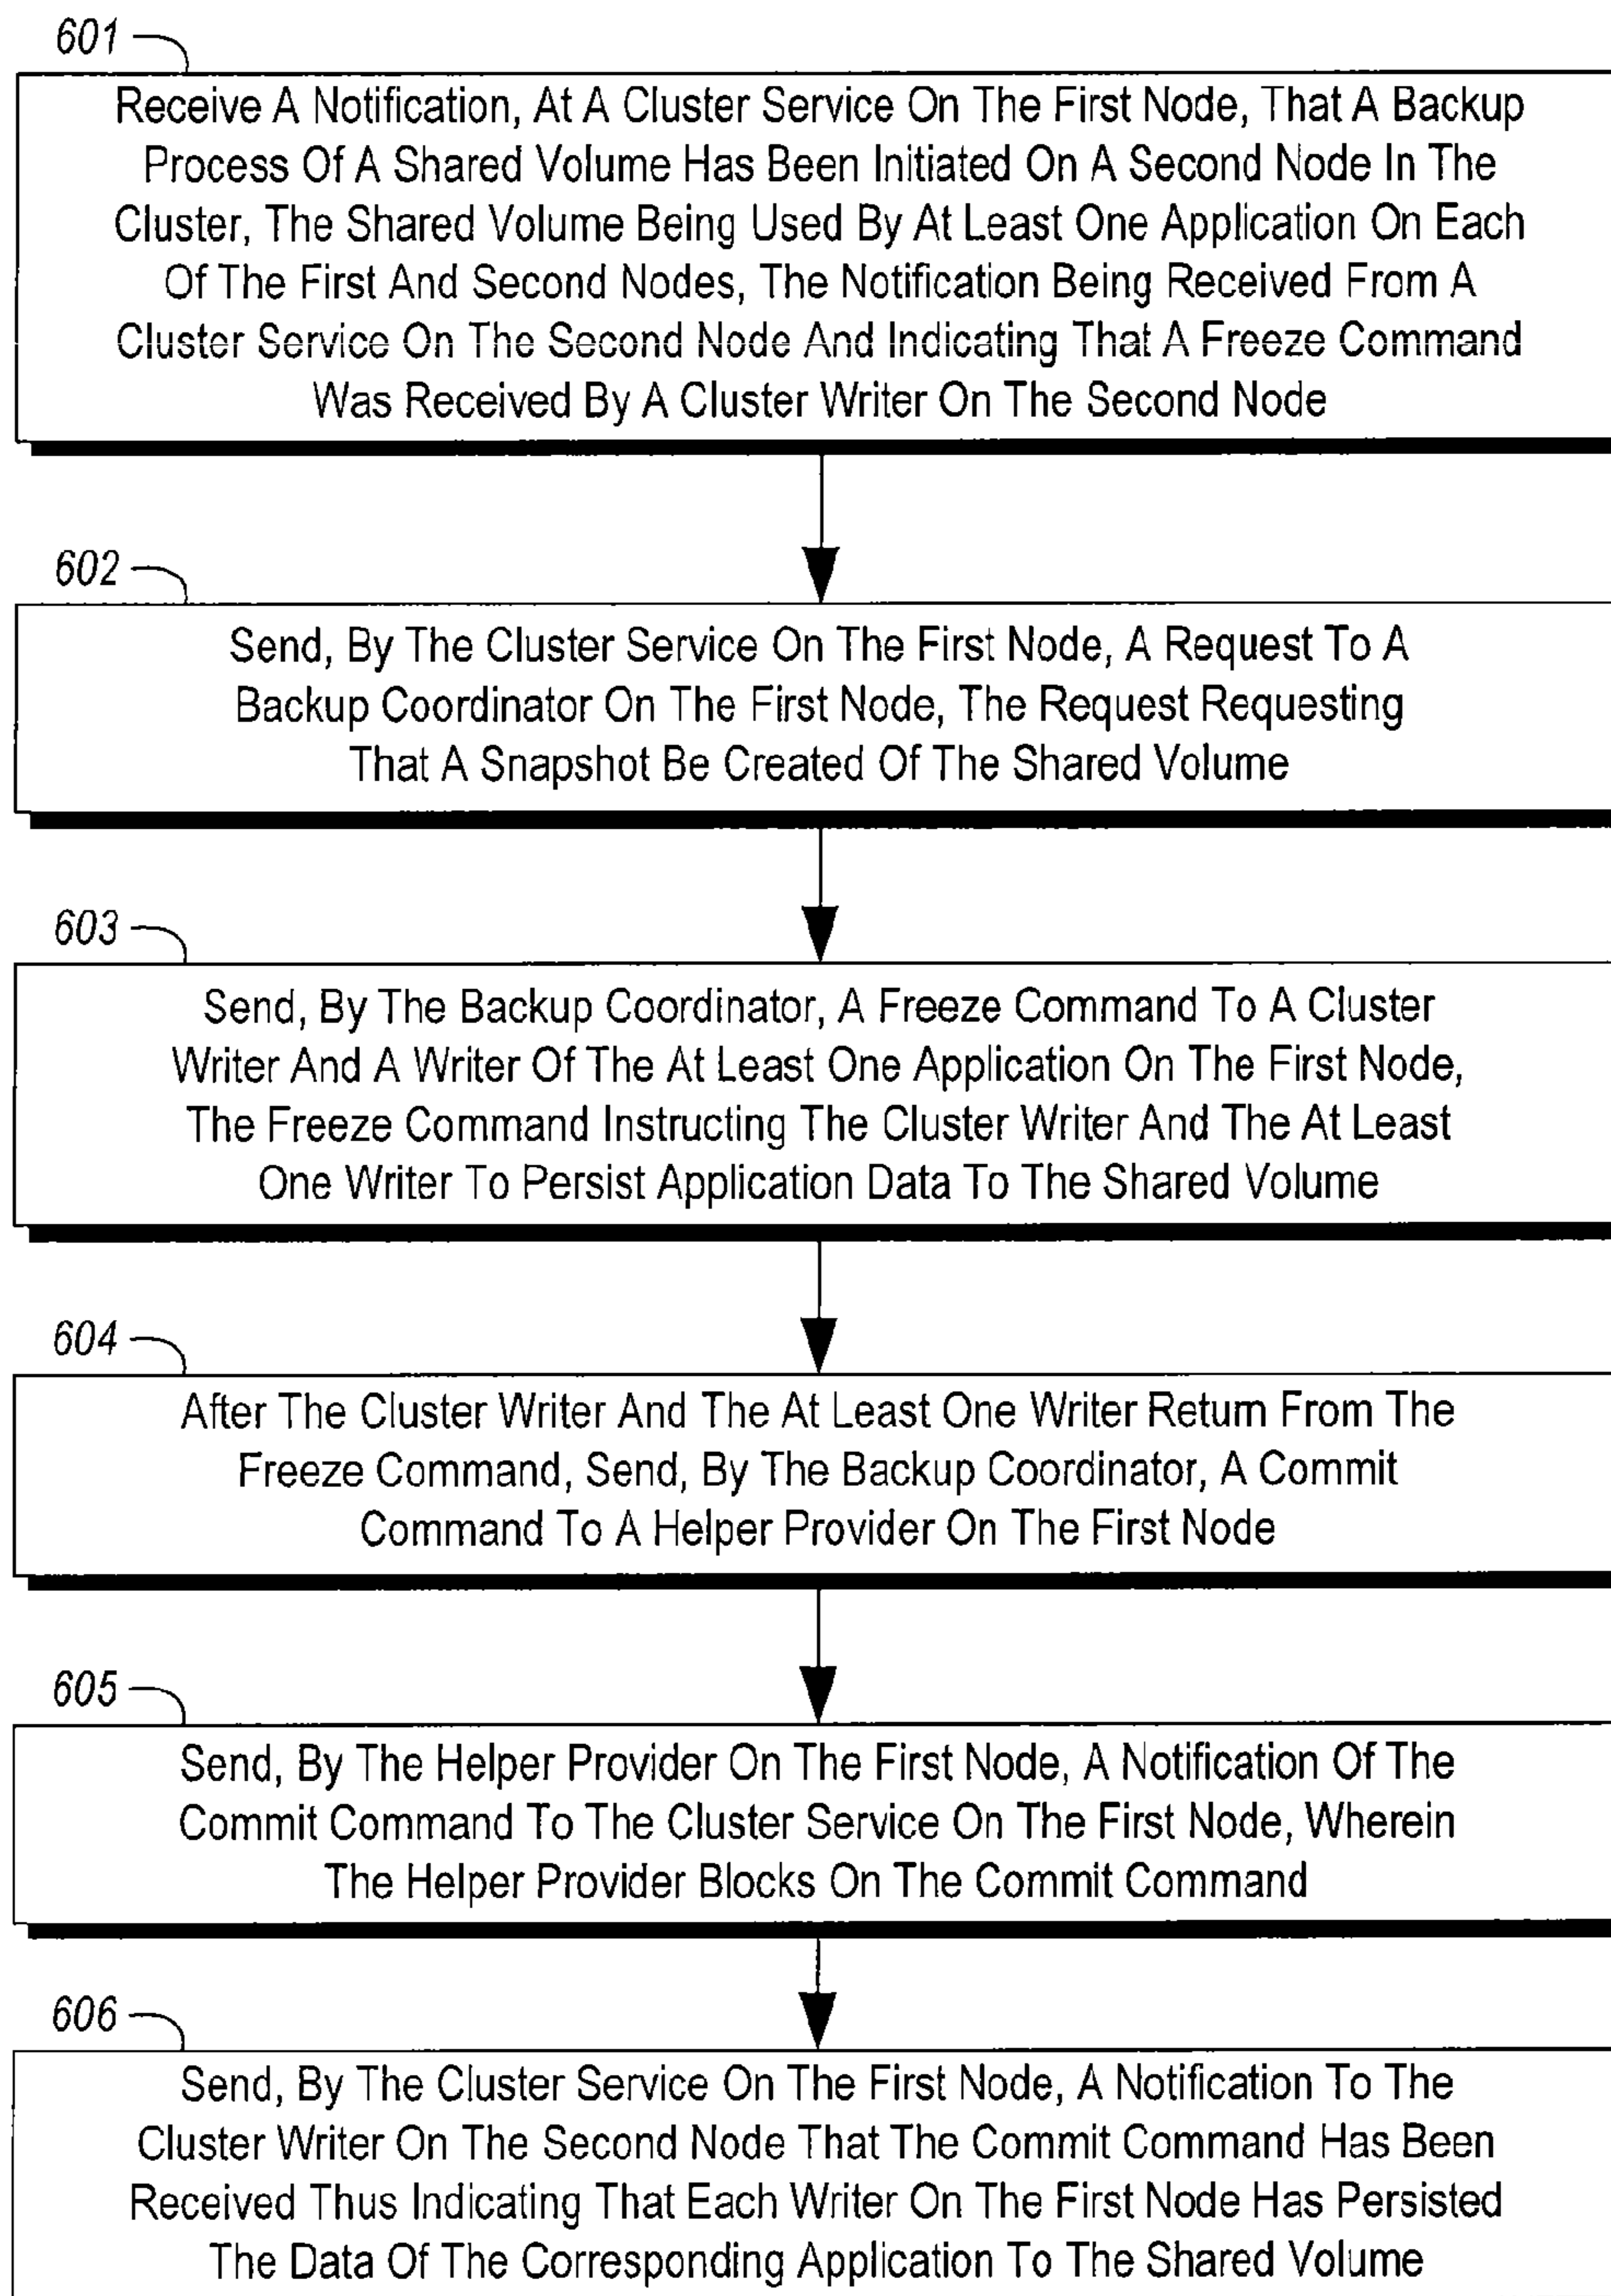 601
Receive A Notification, At A Cluster Service On The First Node, That A Backup
Process Of A Shared Volume Has Been Initiated On A Second Node In The
Cluster, The Shared Volume Being Used By At Least One Application On Each
Of The First And Second Nodes, The Notification Being Received From A
Cluster Service On The Second Node And Indicating That A Freeze Command
Was Received By A Cluster Writer On The Second Node
602
Send, By The Cluster Service On The First Node, A Request To A
Backup Coordinator On The First Node, The Request Requesting
That A Snapshot Be Created Of The Shared Volume
603
Send, By The Backup Coordinator, A Freeze Command To A Cluster
Writer And A Writer Of The At Least One Application On The First Node,
The Freeze Command Instructing The Cluster Writer And The At Least
One Writer To Persist Application Data To The Shared Volume
604
After The Cluster Writer And The At Least One Writer Return From The
Freeze Command, Send, By The Backup Coordinator, A Commit
Command To A Helper Provider On The First Node
605
Send, By The Helper Provider On The First Node, A Notification Of The
Commit Command To The Cluster Service On The First Node, Wherein
The Helper Provider Blocks On The Commit Command
606
Send, By The Cluster Service On The First Node, A Notification To The
Cluster Writer On The Second Node That The Commit Command Has Been
Received Thus Indicating That Each Writer On The First Node Has Persisted
The Data Of The Corresponding Application To The Shared Volume